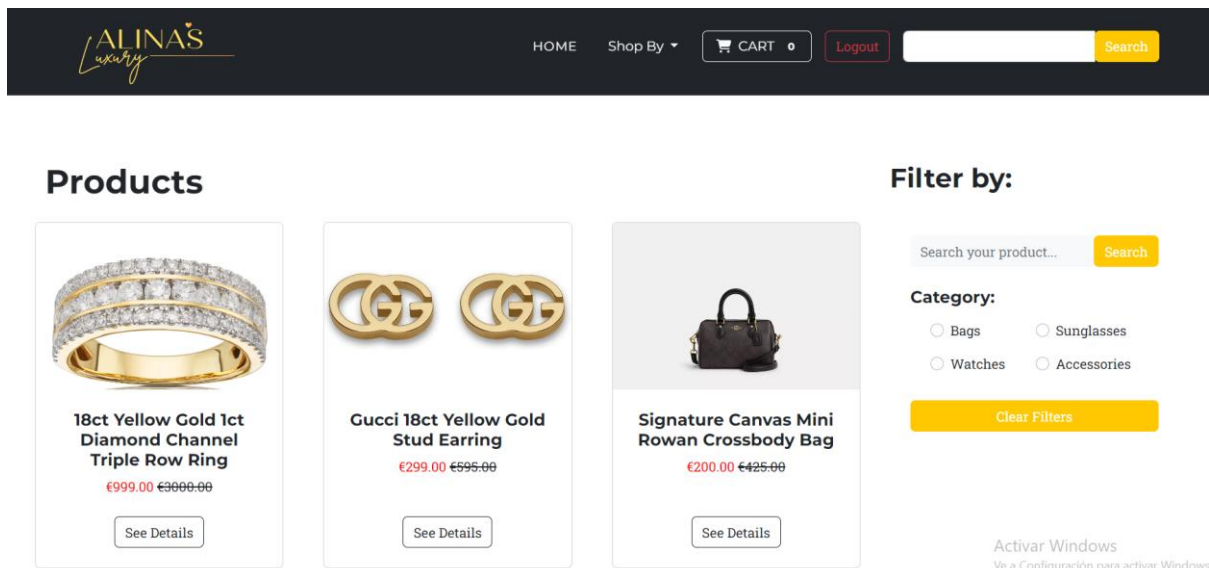 ALINA'S
Luxury
HOME Shop By CART 0 Logout Search
Products
Filter by:
Search your product... Search
Category:
Bags Sunglasses
Watches Accessories
Clear Filters
18ct Yellow Gold 1ct
Diamond Channel
Triple Row Ring
€999.00 €3000.00
See Details
Gucci 18ct Yellow Gold
Stud Earring
€299.00 €595.00
See Details
Signature Canvas Mini
Rowan Crossbody Bag
€200.00 €425.00
See Details
Activar Windows
Ve a Configuración para activar Windows